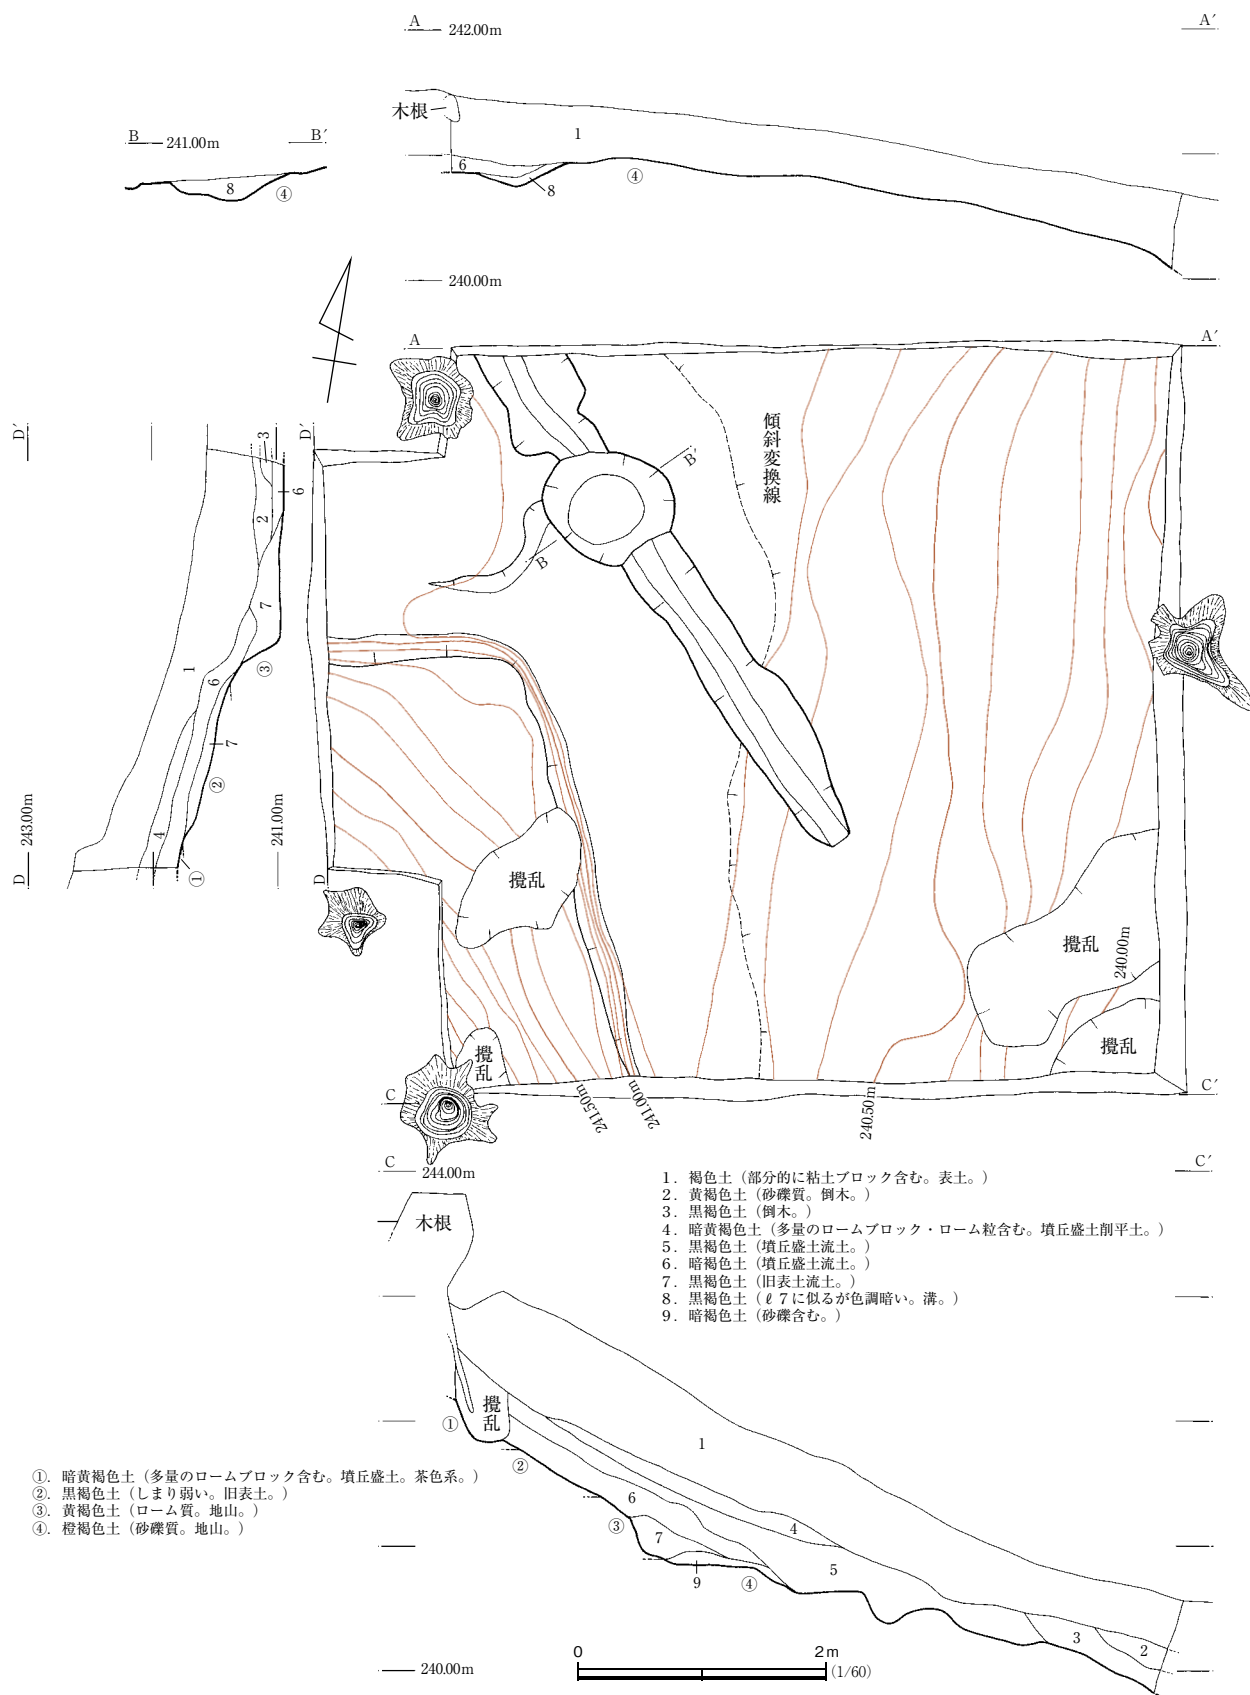 A
242.00m
A′
木根
1
6
8
④
B
241.00m
B′
8
④
240.00m
A
A′
傾斜変換線
B′
B
D′
D′
3
6
2
7
1
③
6
7
②
4
①
243.00m
241.00m
D
D
攪乱
攪乱
240.00m
攪乱
攪乱
C
C′
241.50m
241.00m
240.50m
C
244.00m
C′
木根
1. 褐色土（部分的に粘土ブロック含む。表土。）
2. 黄褐色土（砂礫質。倒木。）
3. 黒褐色土（倒木。）
4. 暗黄褐色土（多量のロームブロック・ローム粒含む。墳丘盛土削平土。）
5. 黒褐色土（墳丘盛土流土。）
6. 暗褐色土（墳丘盛土流土。）
7. 黒褐色土（旧表土流土。）
8. 黒褐色土（ℓ 7に似るが色調暗い。溝。）
9. 暗褐色土（砂礫含む。）
攪乱
①
1
②
6
4
③
7
5
9
④
3
2
①. 暗黄褐色土（多量のロームブロック含む。墳丘盛土。茶色系。）
②. 黒褐色土（しまり弱い。旧表土。）
③. 黄褐色土（ローム質。地山。）
④. 橙褐色土（砂礫質。地山。）
240.00m
0
2m
(1/60)